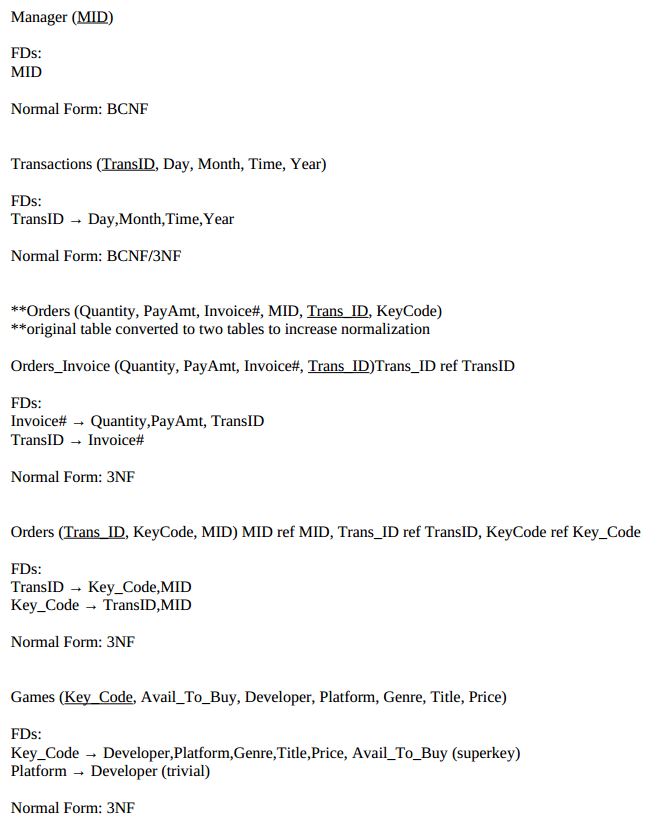 Manager (MID)
FDs:
MID
Normal Form: BCNF
Transactions (TransID, Day, Month, Time, Year)
FDs:
TransID → Day,Month,Time,Year
Normal Form: BCNF/3NF
**Orders (Quantity, PayAmt, Invoice#, MID, Trans_ID, KeyCode)
**original table converted to two tables to increase normalization
Orders_Invoice (Quantity, PayAmt, Invoice#, Trans_ID)Trans_ID ref TransID
FDs:
Invoice# → Quantity,PayAmt, TransID
TransID → Invoice#
Normal Form: 3NF
Orders (Trans_ID, KeyCode, MID) MID ref MID, Trans_ID ref TransID, KeyCode ref Key_Code
FDs:
TransID → Key_Code,MID
Key_Code → TransID,MID
Normal Form: 3NF
Games (Key_Code, Avail_To_Buy, Developer, Platform, Genre, Title, Price)
FDs:
Key_Code → Developer,Platform,Genre,Title,Price, Avail_To_Buy (superkey)
Platform → Developer (trivial)
Normal Form: 3NF